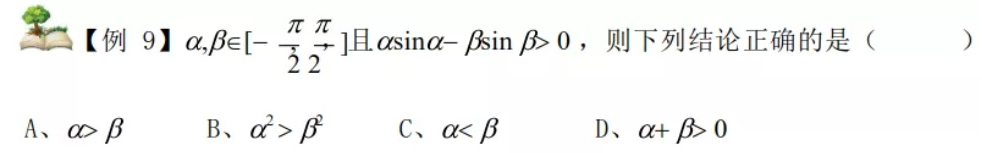 【例 9】α,β∈[-π/2,π/2]且αsinα-βsinβ>0，则下列结论正确的是（　　）
A、α>β　B、α²>β²　C、α<β　D、α+β>0